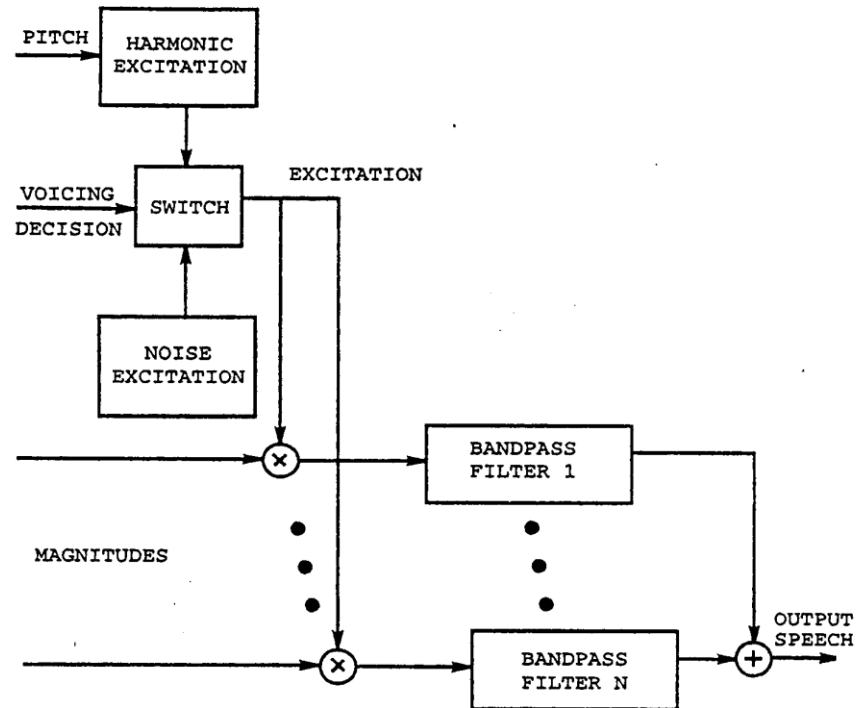 PITCH
HARMONIC
EXCITATION
EXCITATION
VOICING
DECISION
SWITCH
NOISE
EXCITATION
×
BANDPASS
FILTER 1
MAGNITUDES
×
BANDPASS
FILTER N
+
OUTPUT
SPEECH